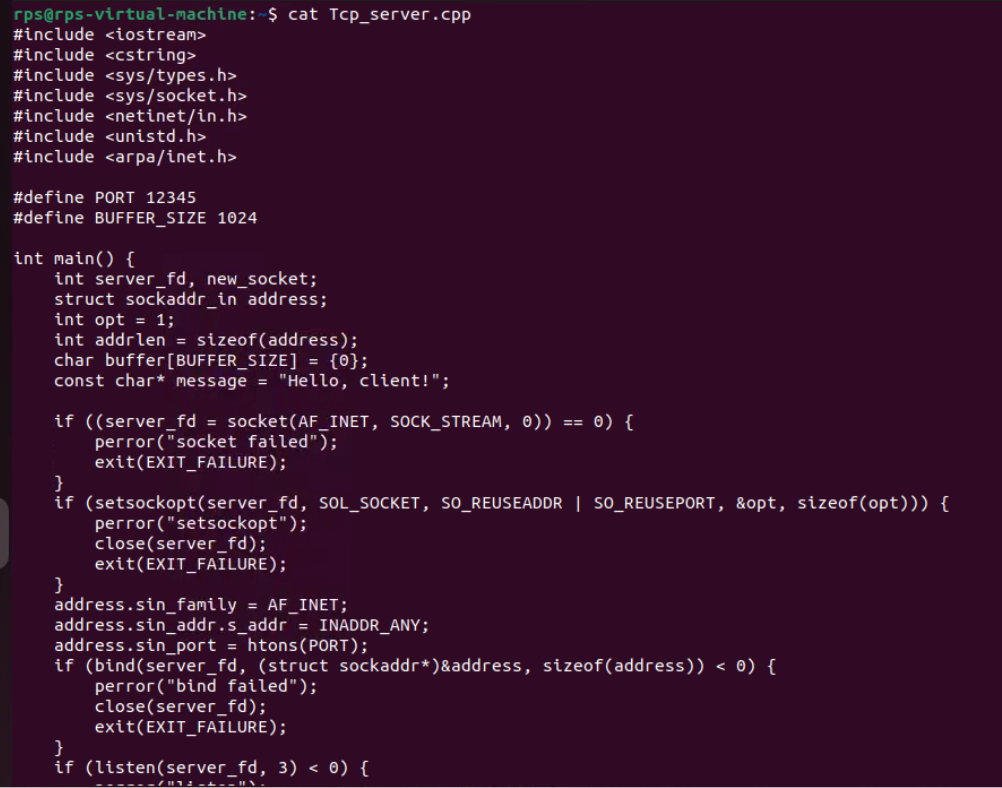 rps@rps-virtual-machine:~$ cat Tcp_server.cpp
#include <iostream>
#include <cstring>
#include <sys/types.h>
#include <sys/socket.h>
#include <netinet/in.h>
#include <unistd.h>
#include <arpa/inet.h>

#define PORT 12345
#define BUFFER_SIZE 1024

int main() {
    int server_fd, new_socket;
    struct sockaddr_in address;
    int opt = 1;
    int addrlen = sizeof(address);
    char buffer[BUFFER_SIZE] = {0};
    const char* message = "Hello, client!";

    if ((server_fd = socket(AF_INET, SOCK_STREAM, 0)) == 0) {
        perror("socket failed");
        exit(EXIT_FAILURE);
    }
    if (setsockopt(server_fd, SOL_SOCKET, SO_REUSEADDR | SO_REUSEPORT, &opt, sizeof(opt))) {
        perror("setsockopt");
        close(server_fd);
        exit(EXIT_FAILURE);
    }
    address.sin_family = AF_INET;
    address.sin_addr.s_addr = INADDR_ANY;
    address.sin_port = htons(PORT);
    if (bind(server_fd, (struct sockaddr*)&address, sizeof(address)) < 0) {
        perror("bind failed");
        close(server_fd);
        exit(EXIT_FAILURE);
    }
    if (listen(server_fd, 3) < 0) {